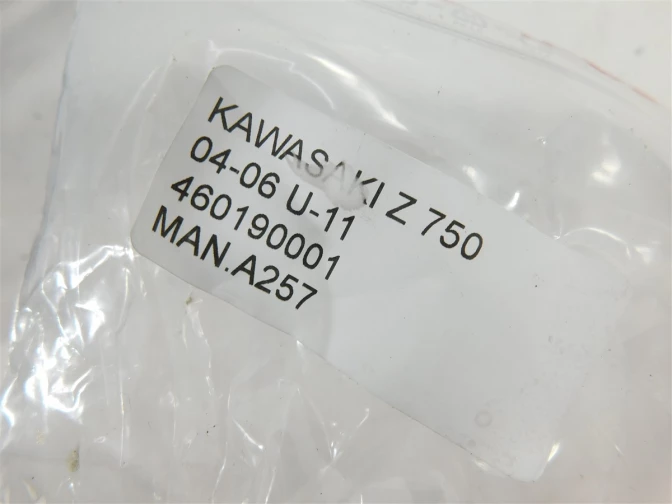 KAWASAKI Z 750
04-06 U-11
460190001
MAN.A257